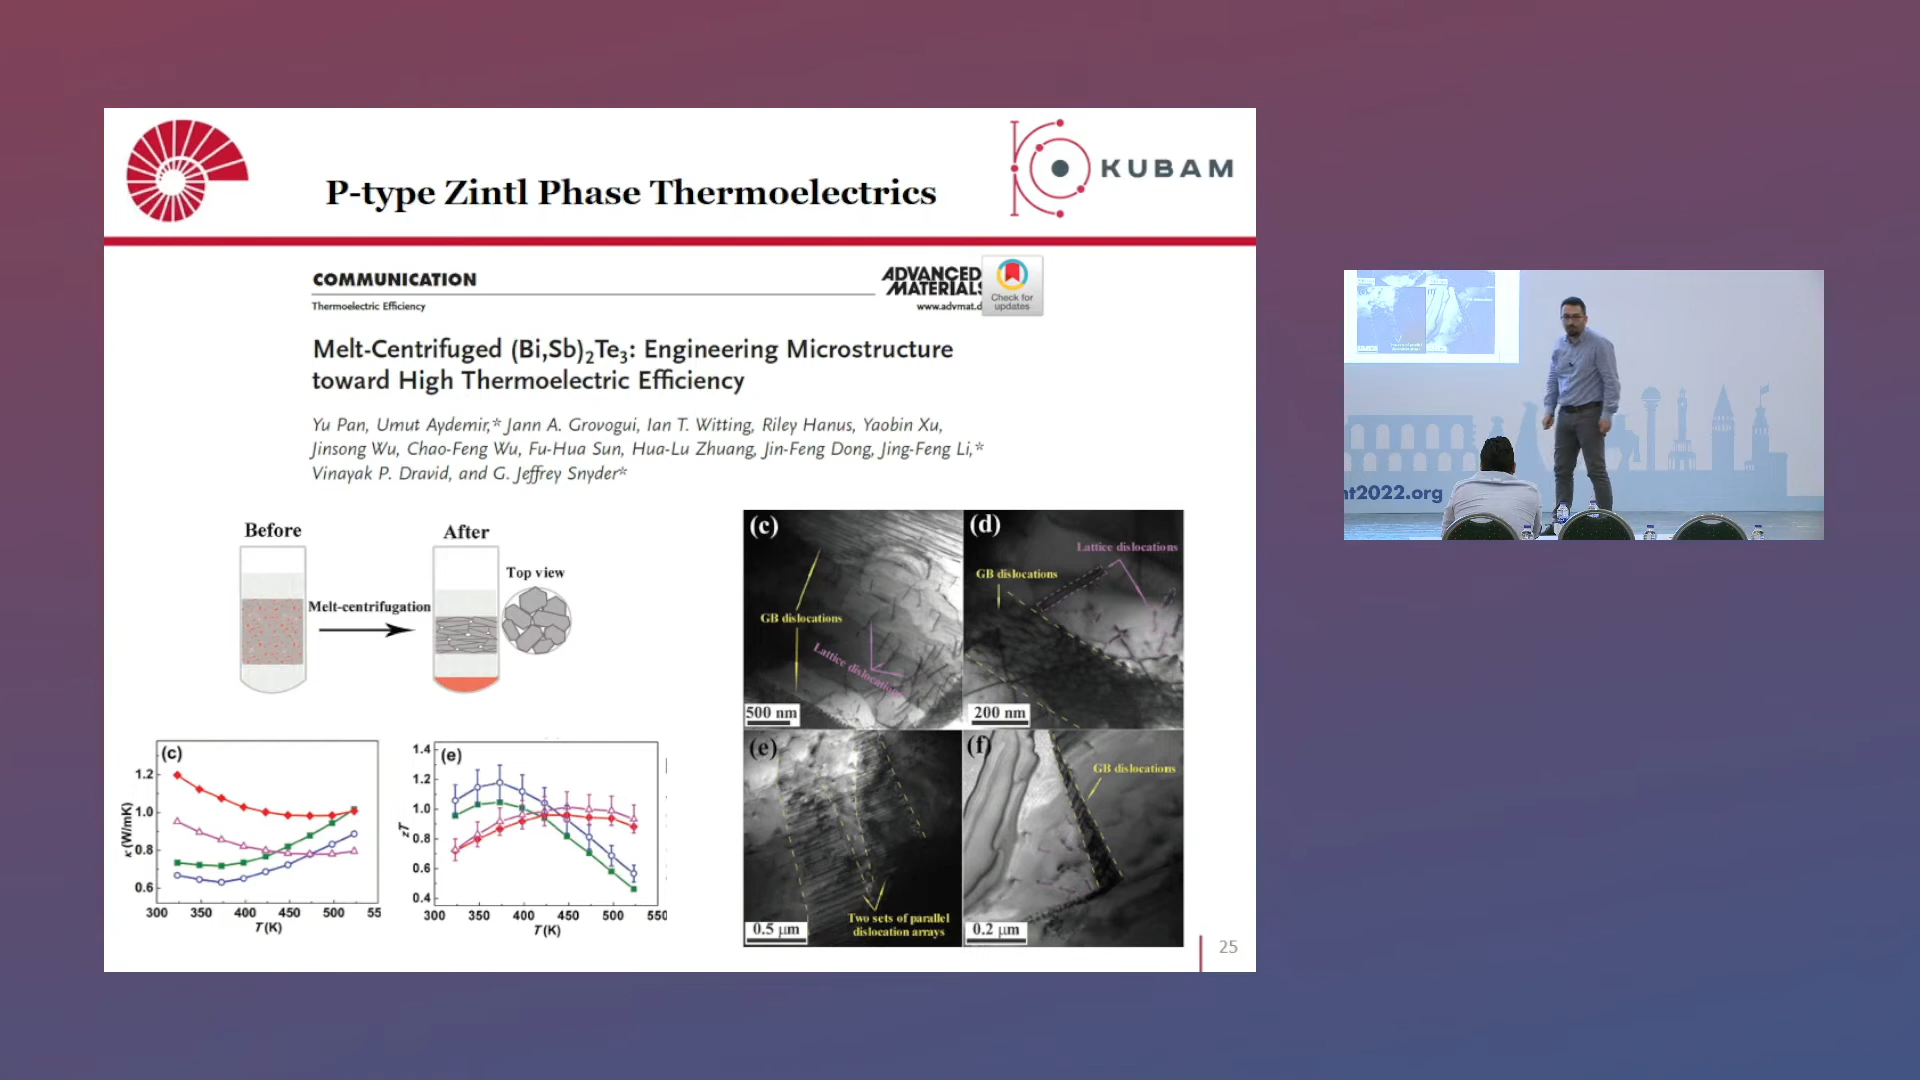 KUBAM
P-type Zintl Phase Thermoelectrics
COMMUNICATION
ADVANCED
MATERIALS
Check for
updates
Thermoelectric Efficiency
www.advmat.d
Melt-Centrifuged (Bi,Sb)₂Te₃: Engineering Microstructure
toward High Thermoelectric Efficiency
Yu Pan, Umut Aydemir,* Jann A. Grovogui, Ian T. Witting, Riley Hanus, Yaobin Xu,
Jinsong Wu, Chao-Feng Wu, Fu-Hua Sun, Hua-Lu Zhuang, Jin-Feng Dong, Jing-Feng Li,*
Vinayak P. Dravid, and G. Jeffrey Snyder*
Before
After
Top view
Melt-centrifugation
(c)
1.2
1.0
0.8
0.6
κ (W/mK)
300 350 400 450 500 55
T (K)
(e)
1.4
1.2
1.0
0.8
0.6
0.4
zT
300 350 400 450 500 550
T (K)
(c)
GB dislocations
Lattice dislocations
500 nm
(d)
Lattice dislocations
GB dislocations
200 nm
(e)
Two sets of parallel
dislocation arrays
0.5 μm
(f)
GB dislocations
0.2 μm
25
nt2022.org